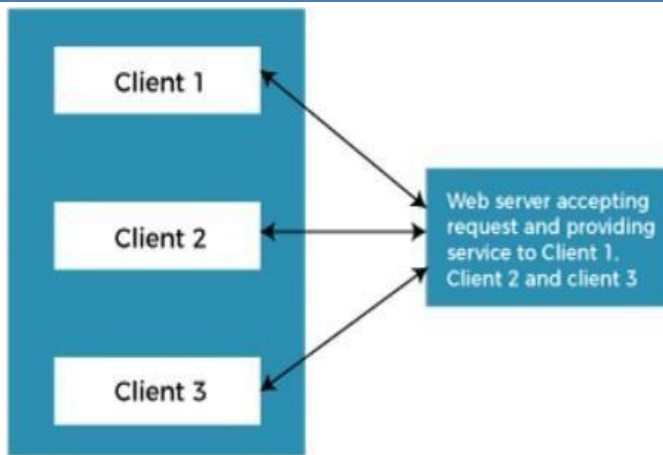 Client 1
Client 2
Client 3
Web server accepting
request and providing
service to Client 1,
Client 2 and client 3